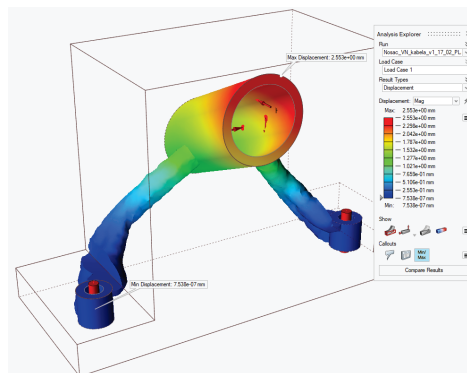 Max Displacement: 2.553e+00 mm
Min Displacement: 7.538e-07 mm
Analysis Explorer
Run
Nosac_VN_kabela_v1_17_02_PL
Load Case
Load Case 1
Result Types
Displacement
Displacement: Mag
Max: 2.553e+00 mm
2.553e+00 mm
2.298e+00 mm
2.042e+00 mm
1.787e+00 mm
1.532e+00 mm
1.277e+00 mm
1.021e+00 mm
7.659e-01 mm
5.106e-01 mm
2.553e-01 mm
7.538e-07 mm
Min: 7.538e-07 mm
Show
Callouts
Min/
Max
Compare Results